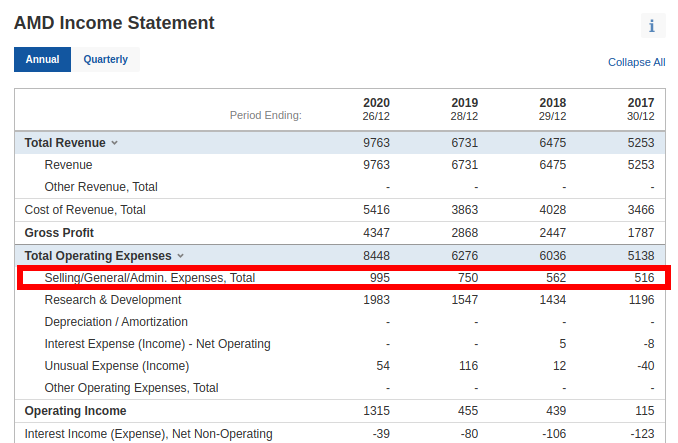 AMD Income Statement
i
Annual Quarterly
Collapse All
Period Ending: 2020 26/12 2019 28/12 2018 29/12 2017 30/12
Total Revenue 9763 6731 6475 5253
Revenue 9763 6731 6475 5253
Other Revenue, Total - - - -
Cost of Revenue, Total 5416 3863 4028 3466
Gross Profit 4347 2868 2447 1787
Total Operating Expenses 8448 6276 6036 5138
Selling/General/Admin. Expenses, Total 995 750 562 516
Research & Development 1983 1547 1434 1196
Depreciation / Amortization - - - -
Interest Expense (Income) - Net Operating - - 5 -8
Unusual Expense (Income) 54 116 12 -40
Other Operating Expenses, Total - - - -
Operating Income 1315 455 439 115
Interest Income (Expense), Net Non-Operating -39 -80 -106 -123